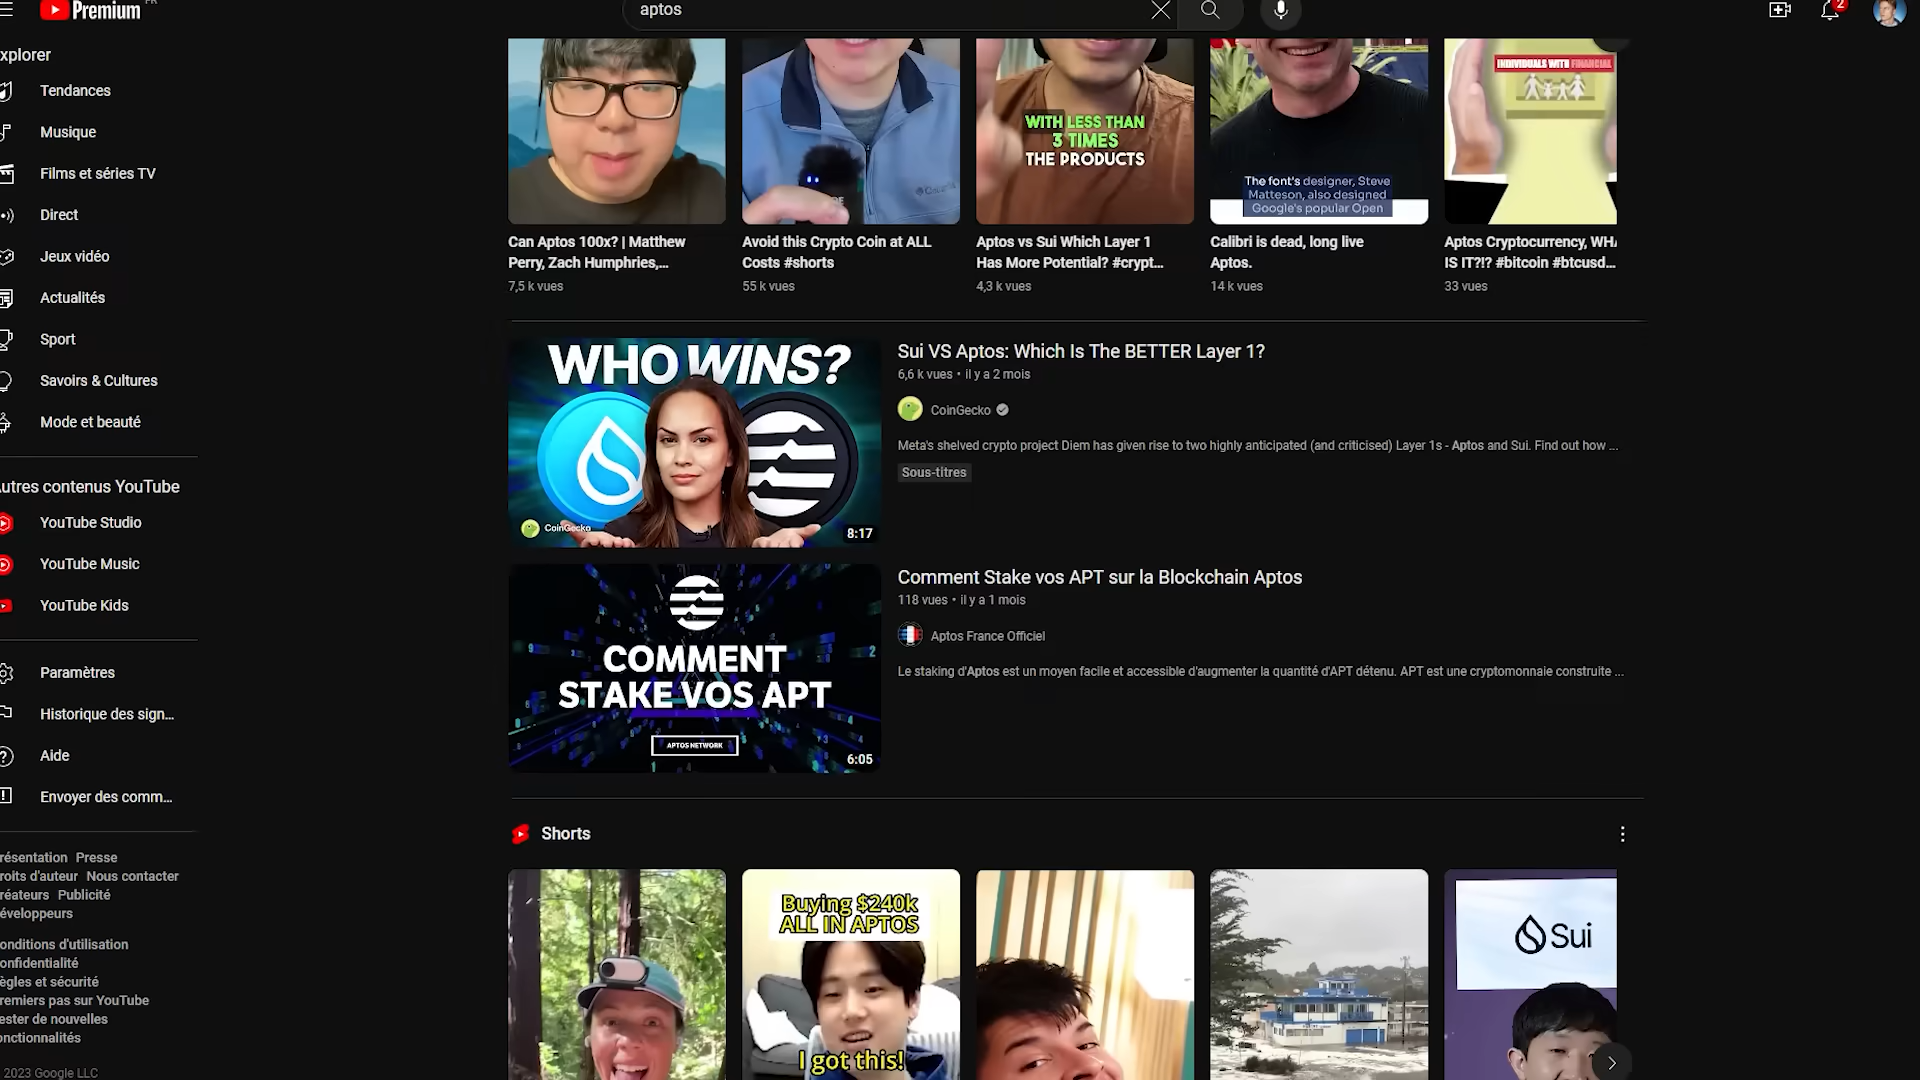 Premium
FR
aptos
2
xplorer
Tendances
Musique
Films et séries TV
Direct
Jeux vidéo
Actualités
Sport
Savoirs & Cultures
Mode et beauté
utres contenus YouTube
YouTube Studio
YouTube Music
YouTube Kids
Paramètres
Historique des sign...
Aide
Envoyer des comm...
résentation Presse
roits d'auteur Nous contacter
réateurs Publicité
éveloppeurs
onditions d'utilisation
onfidentialité
ègles et sécurité
remiers pas sur YouTube
ester de nouvelles
onctionnalités
2023 Google LLC
WITH LESS THAN
3 TIMES
THE PRODUCTS
The font's designer, Steve
Matteson, also designed
Google's popular Open
INDIVIDUALS WITH FINANCIAL
Can Aptos 100x? | Matthew
Perry, Zach Humphries,...
7,5 k vues
Avoid this Crypto Coin at ALL
Costs #shorts
55 k vues
Aptos vs Sui Which Layer 1
Has More Potential? #crypt...
4,3 k vues
Calibri is dead, long live
Aptos.
14 k vues
Aptos Cryptocurrency, WHA
IS IT?!? #bitcoin #btcusd...
33 vues
WHO WINS?
CoinGecko
8:17
Sui VS Aptos: Which Is The BETTER Layer 1?
6,6 k vues • il y a 2 mois
CoinGecko
Meta's shelved crypto project Diem has given rise to two highly anticipated (and criticised) Layer 1s - Aptos and Sui. Find out how ...
Sous-titres
COMMENT
STAKE VOS APT
APTOS NETWORK
6:05
Comment Stake vos APT sur la Blockchain Aptos
118 vues • il y a 1 mois
Aptos France Officiel
Le staking d'Aptos est un moyen facile et accessible d'augmenter la quantité d'APT détenu. APT est une cryptomonnaie construite ...
Shorts
Buying $240k
ALL IN APTOS
I got this!
Sui